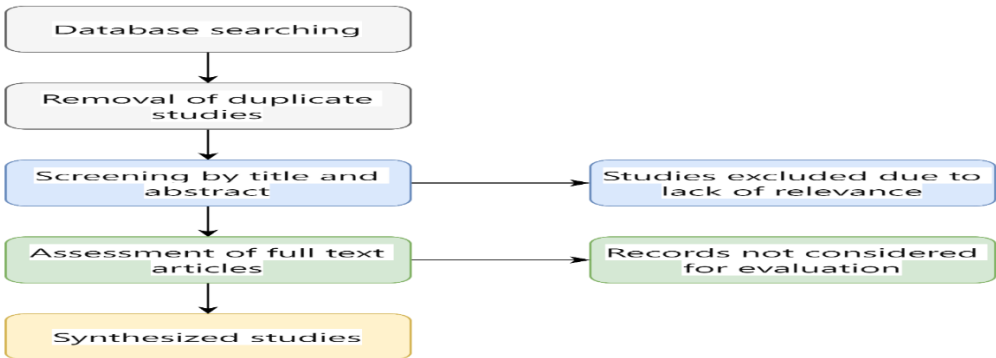 Database searching
Removal of duplicate
studies
Screening by title and
abstract
Studies excluded due to
lack of relevance
Assessment of full text
articles
Records not considered
for evaluation
Synthesized studies